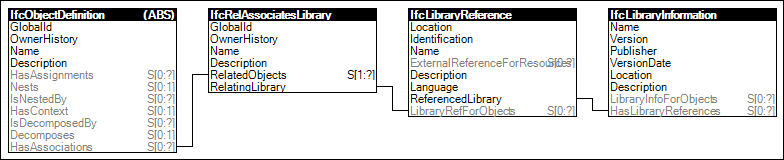 IfcObjectDefinition (ABS)
GlobalId
OwnerHistory
Name
Description
HasAssignments S[0:?]
Nests S[0:1]
IsNestedBy S[0:?]
HasContext S[0:1]
IsDecomposedBy S[0:?]
Decomposes S[0:1]
HasAssociations S[0:?]
IfcRelAssociatesLibrary
GlobalId
OwnerHistory
Name
Description
RelatedObjects S[1:?]
RelatingLibrary
IfcLibraryReference
Location
Identification
Name
ExternalReferenceForResources S[0:?]
Description
Language
ReferencedLibrary
LibraryRefForObjects S[0:?]
IfcLibraryInformation
Name
Version
Publisher
VersionDate
Location
Description
LibraryInfoForObjects S[0:?]
HasLibraryReferences S[0:?]